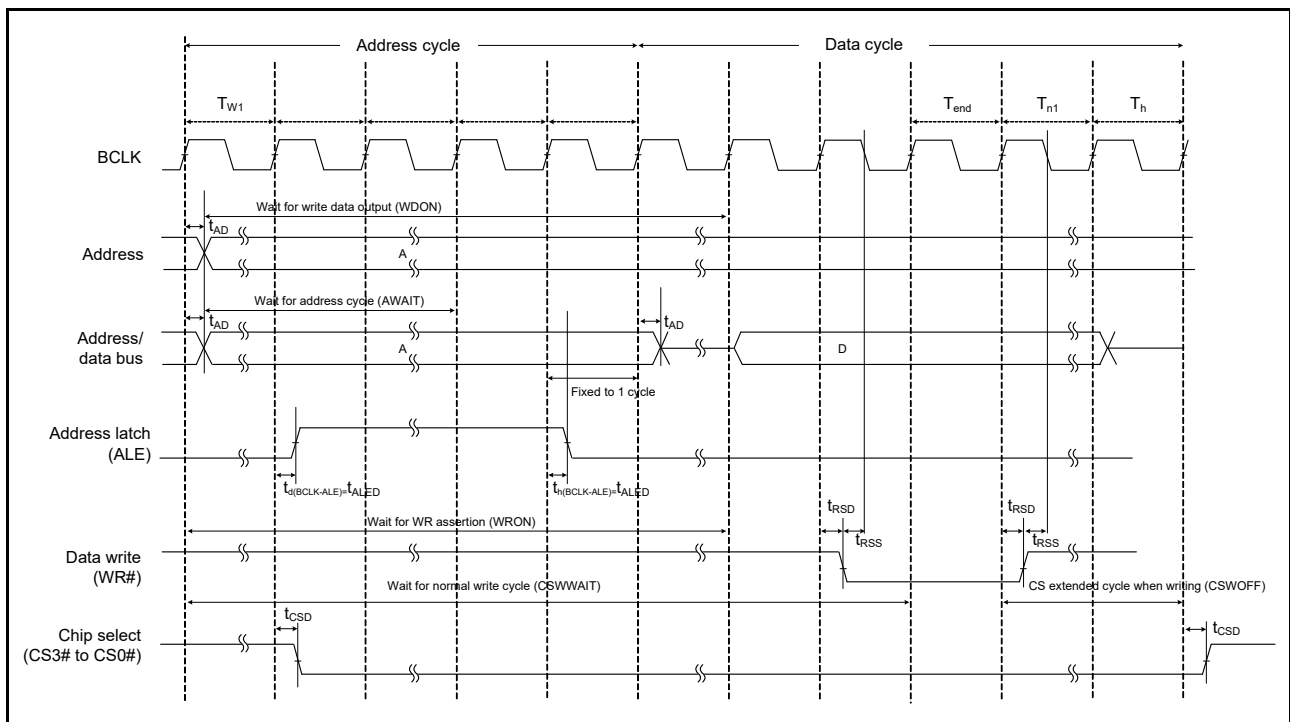 Address cycle Data cycle
TW1 Tend Tn1 Th
BCLK
Wait for write data output (WDON)
tAD
Address
A
Wait for address cycle (AWAIT)
tAD tAD
Address/
data bus
A D
Fixed to 1 cycle
Address latch
(ALE)
td(BCLK-ALE)=tALED th(BCLK-ALE)=tALED
tRSD tRSD
Wait for WR assertion (WRON)
tRSS tRSS
Data write
(WR#)
Wait for normal write cycle (CSWWAIT) CS extended cycle when writing (CSWOFF)
tCSD tCSD
Chip select
(CS3# to CS0#)